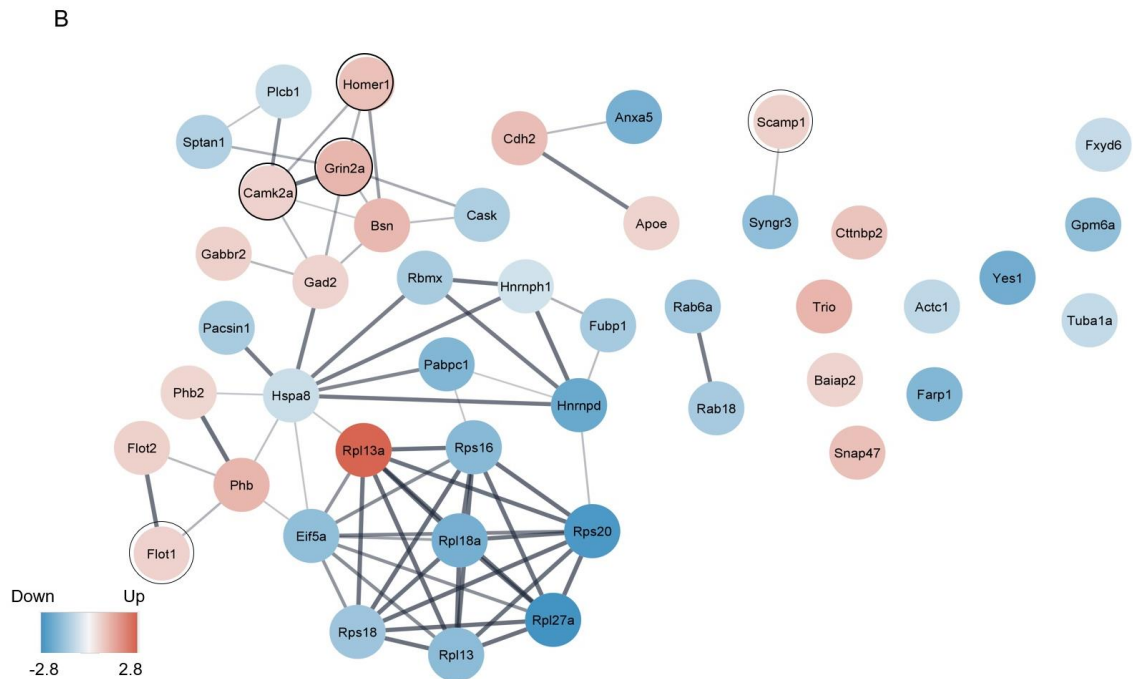 B
Homer1
Plcb1
Sptan1
Grin2a
Camk2a
Bsn
Cask
Gabbr2
Gad2
Cdh2
Anxa5
Apoe
Scamp1
Syngr3
Fxyd6
Gpm6a
Cttnbp2
Yes1
Tuba1a
Rbmx
Hnrnph1
Fubp1
Rab6a
Trio
Actc1
Pacsin1
Pabpc1
Hspa8
Hnrnpd
Rab18
Baiap2
Farp1
Snap47
Phb2
Flot2
Phb
Flot1
Rpl13a
Rps16
Eif5a
Rpl18a
Rps20
Rps18
Rpl13
Rpl27a
Down Up
-2.8 2.8